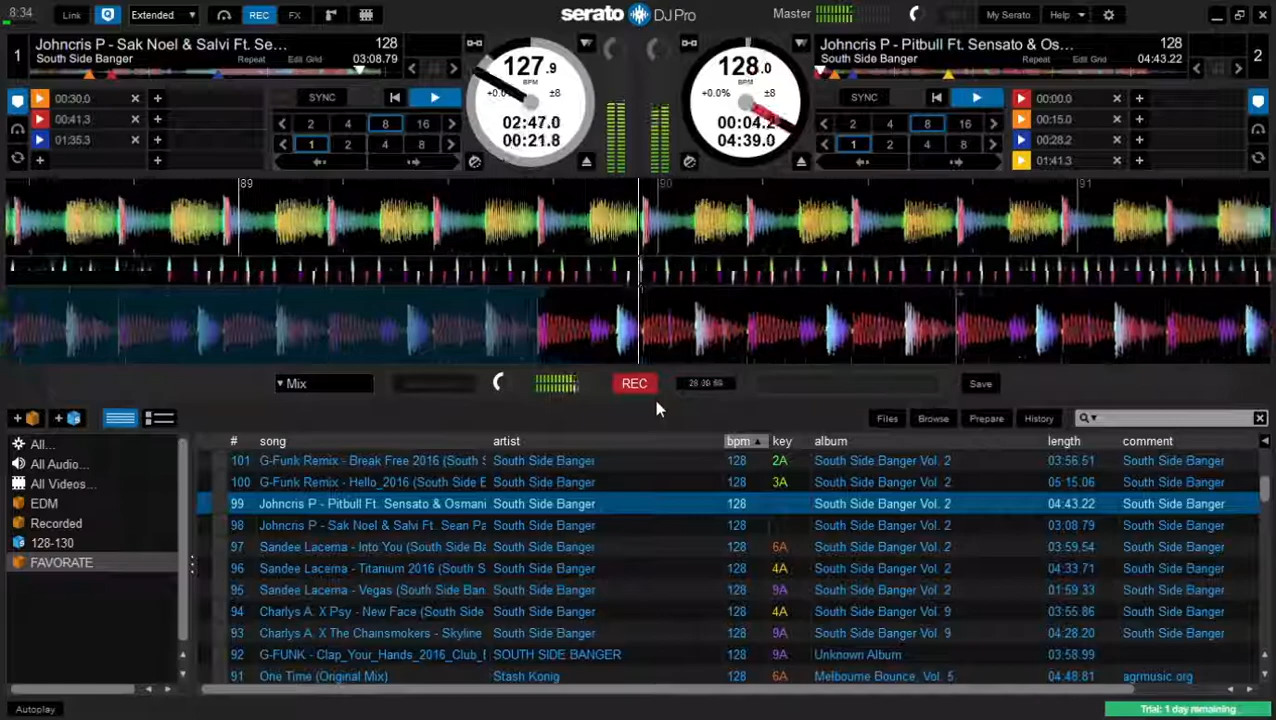 8:34 Link Extended REC FX serato DJ Pro Master My Serato Help
1 Johncris P - Sak Noel & Salvi Ft. Se... 128
South Side Banger Repeat Edit Grid 03:08.79
127.9
BPM
+0.0% ±8
02:47.0
00:21.8
128.0
BPM
+0.0% ±8
00:04.2
04:39.0
Johncris P - Pitbull Ft. Sensato & Os... 128 2
South Side Banger Repeat Edit Grid 04:43.22
00:30.0
00:41.3
01:35.3
SYNC
2 4 8 16
1 2 4 8
SYNC
2 4 8 16
1 2 4 8
00:00.0
00:15.0
00:28.2
01:41.3
89 90 91
Mix REC Save
Files Browse Prepare History
All...
All Audio...
All Videos...
EDM
Recorded
128-130
FAVORATE
# song artist bpm key album length comment
101 G-Funk Remix - Break Free 2016 (South S South Side Banger 128 2A South Side Banger Vol. 2 03:56.51 South Side Banger
100 G-Funk Remix - Hello_2016 (South Side E South Side Banger 128 3A South Side Banger Vol. 2 05:15.06 South Side Banger
99 Johncris P - Pitbull Ft. Sensato & Osmani South Side Banger 128 South Side Banger Vol. 2 04:43.22 South Side Banger
98 Johncris P - Sak Noel & Salvi Ft. Sean Pa South Side Banger 128 South Side Banger Vol. 2 03:08.79 South Side Banger
97 Sandee Lacerna - Into You (South Side Ba South Side Banger 128 6A South Side Banger Vol. 2 03:59.54 South Side Banger
96 Sandee Lacerna - Titanium 2016 (South S South Side Banger 128 4A South Side Banger Vol. 2 04:33.71 South Side Banger
95 Sandee Lacerna - Vegas (South Side Ban South Side Banger 128 9A South Side Banger Vol. 2 01:59.33 South Side Banger
94 Charlys A. X Psy - New Face (South Side South Side Banger 128 4A South Side Banger Vol. 9 03:55.86 South Side Banger
93 Charlys A. X The Chainsmokers - Skyline South Side Banger 128 9A South Side Banger Vol. 9 04:28.20 South Side Banger
92 G-FUNK - Clap_Your_Hands_2016_Club_ SOUTH SIDE BANGER 128 9A Unknown Album 03:58.99
91 One Time (Original Mix) Stash Konig 128 6A Melbourne Bounce, Vol. 5 04:48.81 agrmusic.org
Autoplay Trial: 1 day remaining